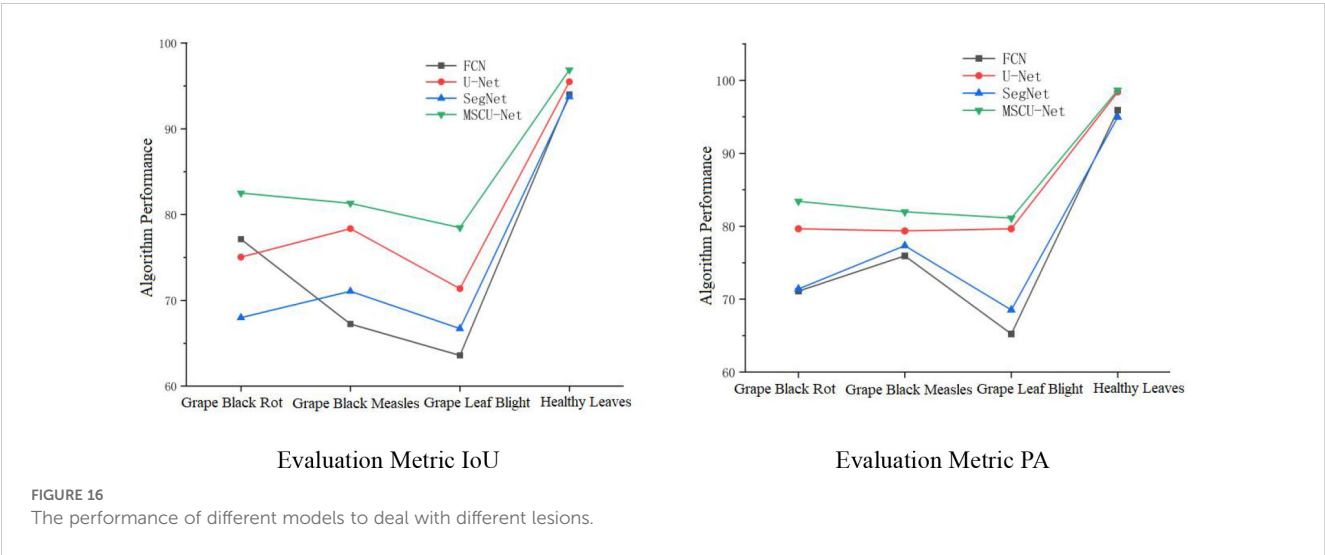 100
90
80
70
60
Algorithm Performance
FCN
U-Net
SegNet
MSCU-Net
Grape Black Rot Grape Black Measles Grape Leaf Blight Healthy Leaves
Evaluation Metric IoU
100
90
80
70
60
Algorithm Performance
FCN
U-Net
SegNet
MSCU-Net
Grape Black Rot Grape Black Measles Grape Leaf Blight Healthy Leaves
Evaluation Metric PA
FIGURE 16
The performance of different models to deal with different lesions.